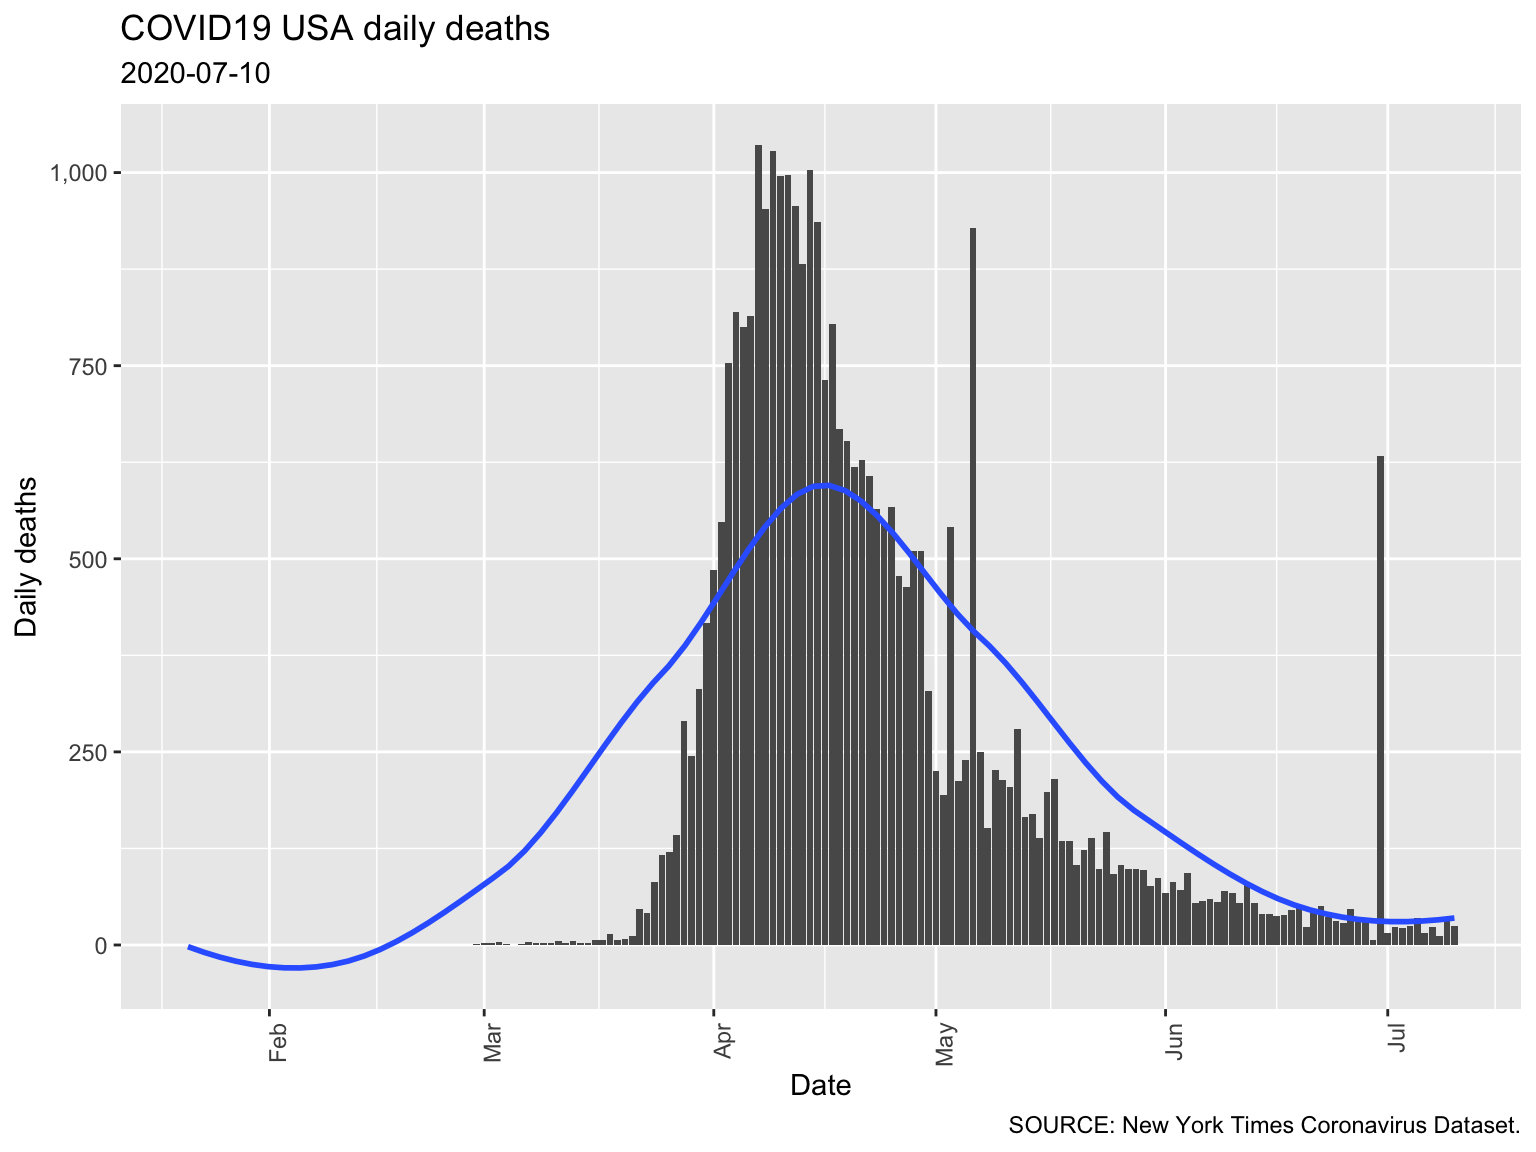 COVID19 USA daily deaths
2020-07-10
Daily deaths
1,000
750
500
250
0
Feb
Mar
Apr
May
Jun
Jul
Date
SOURCE: New York Times Coronavirus Dataset.